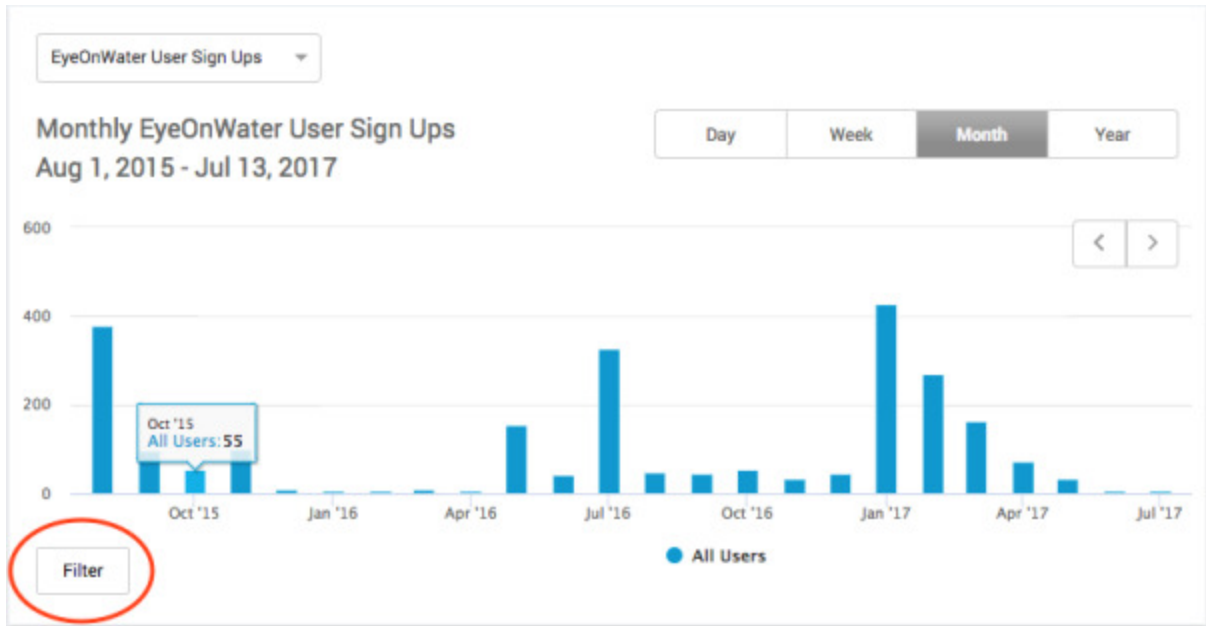 EyeOnWater User Sign Ups
Monthly EyeOnWater User Sign Ups
Aug 1, 2015 - Jul 13, 2017
Day Week Month Year
600
400
200
0
Oct '15
All Users: 55
Oct '15 Jan '16 Apr '16 Jul '16 Oct '16 Jan '17 Apr '17 Jul '17
All Users
Filter